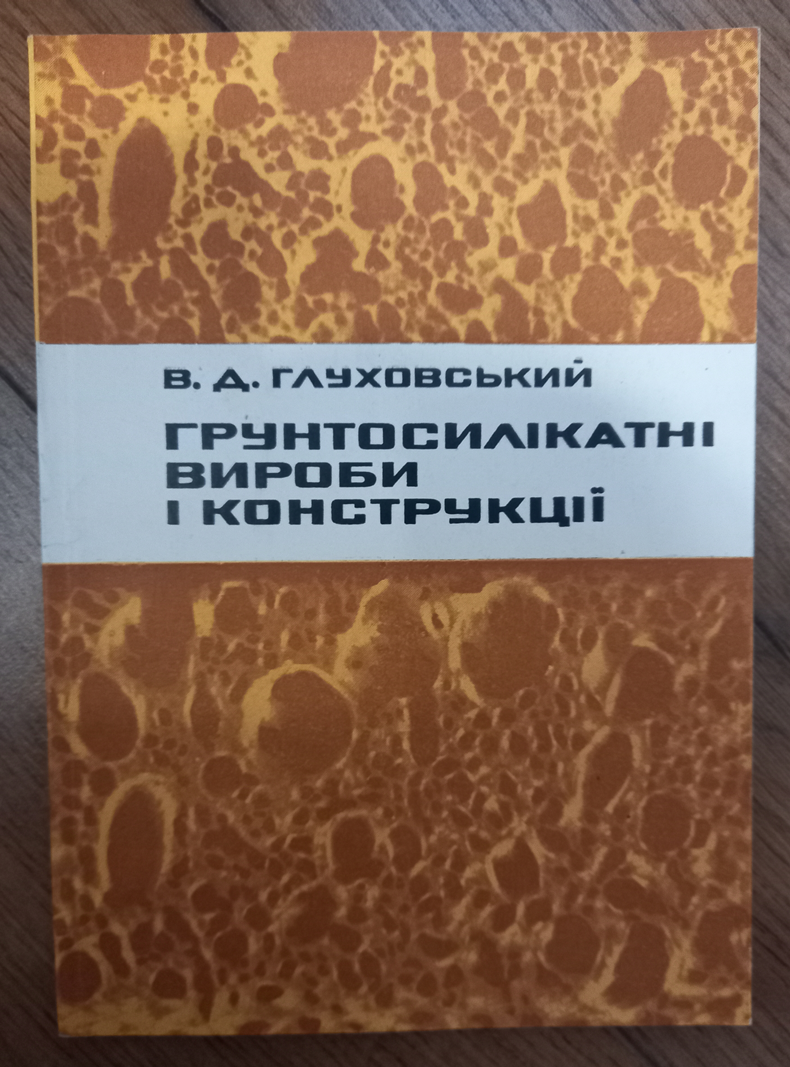 В. Д. ГЛУХОВСЬКИЙ
ГРУНТОСИЛІКАТНІ
ВИРОБИ
І КОНСТРУКЦІЇ